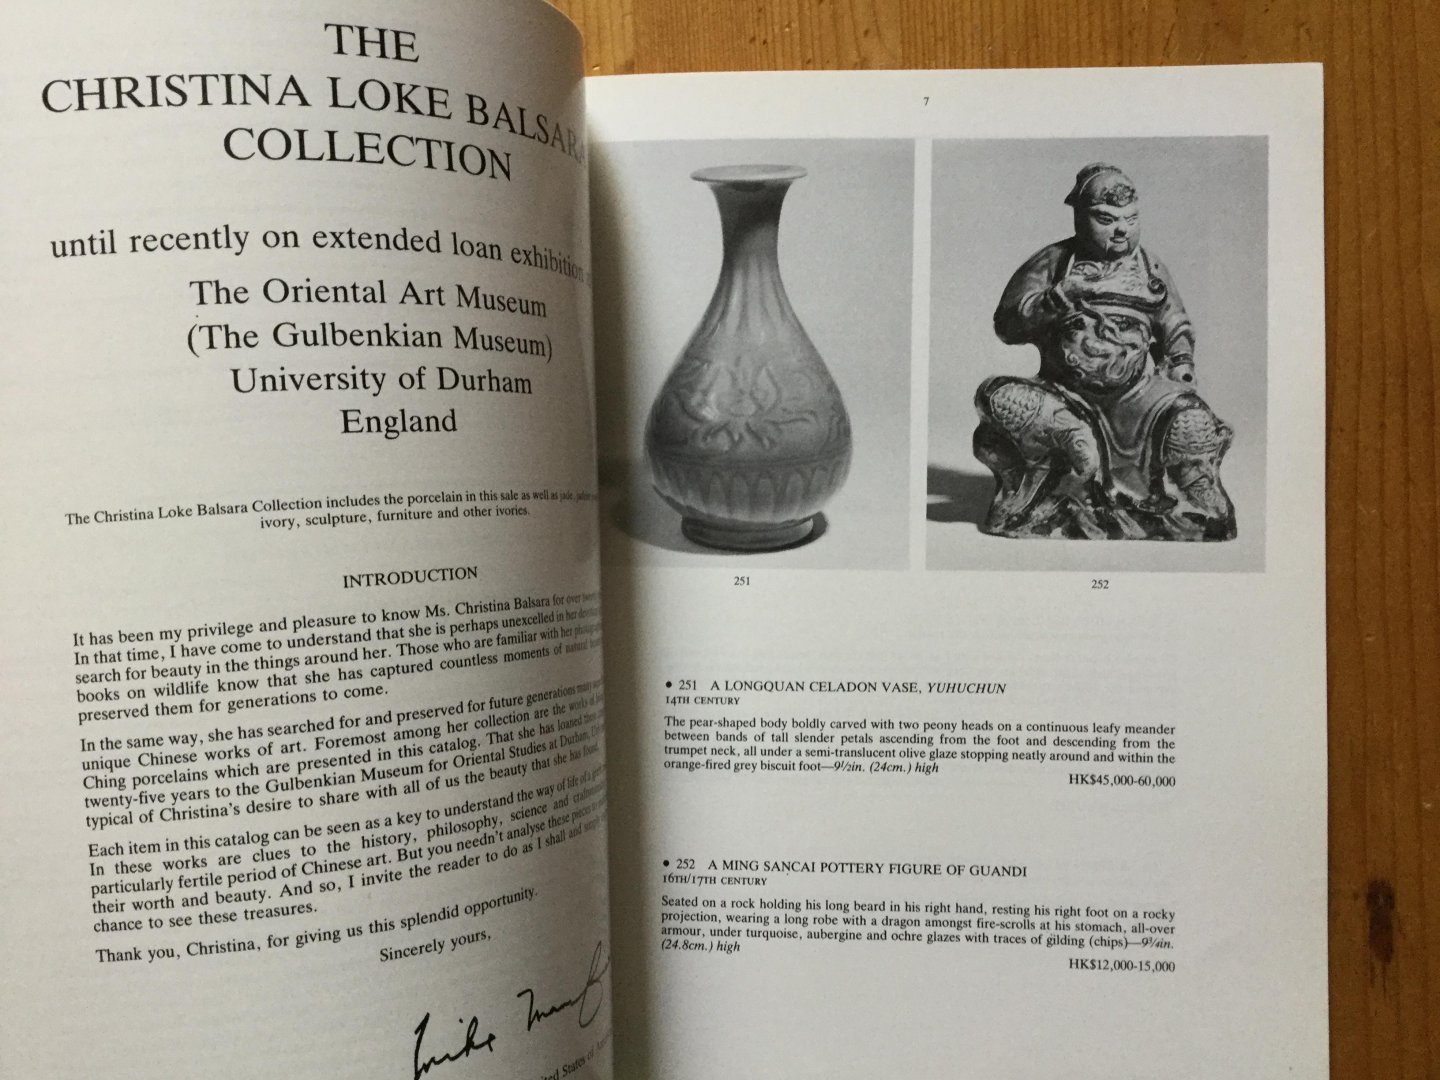 THE
CHRISTINA LOKE BALSARA
COLLECTION
until recently on extended loan exhibition
The Oriental Art Museum
(The Gulbenkian Museum)
University of Durham
England
The Christina Loke Balsara Collection includes the porcelain in this sale as well as jade,
ivory, sculpture, furniture and other ivories.
INTRODUCTION
It has been my privilege and pleasure to know Ms. Christina Balsara for over
In that time, I have come to understand that she is perhaps unexcelled in her
search for beauty in the things around her. Those who are familiar with her
books on wildlife know that she has captured countless moments of natural
preserved them for generations to come.
In the same way, she has searched for and preserved for future generations many
unique Chinese works of art. Foremost among her collection are the works of
Ching porcelains which are presented in this catalog. That she has loaned
twenty-five years to the Gulbenkian Museum for Oriental Studies at Durham,
typical of Christina's desire to share with all of us the beauty that she has found.
Each item in this catalog can be seen as a key to understand the way of life of a
In these works are clues to the history, philosophy, science and
particularly fertile period of Chinese art. But you needn't analyse these pieces to
their worth and beauty. And so, I invite the reader to do as I shall and simply
chance to see these treasures.
Thank you, Christina, for giving us this splendid opportunity.
Sincerely yours,
Mike
States of
7
251
252
• 251 A LONGQUAN CELADON VASE, YUHUCHUN
14TH CENTURY
The pear-shaped body boldly carved with two peony heads on a continuous leafy meander
between bands of tall slender petals ascending from the foot and descending from the
trumpet neck, all under a semi-translucent olive glaze stopping neatly around and within the
orange-fired grey biscuit foot—9½in. (24cm.) high
HK$45,000-60,000
• 252 A MING SANCAI POTTERY FIGURE OF GUANDI
16TH/17TH CENTURY
Seated on a rock holding his long beard in his right hand, resting his right foot on a rocky
projection, wearing a long robe with a dragon amongst fire-scrolls at his stomach, all-over
armour, under turquoise, aubergine and ochre glazes with traces of gilding (chips)—9¾in.
(24.8cm.) high
HK$12,000-15,000